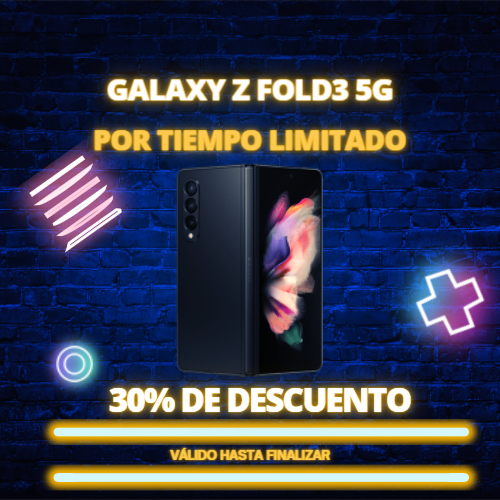 GALAXY Z FOLD3 5G
POR TIEMPO LIMITADO
30% DE DESCUENTO
VÁLIDO HASTA FINALIZAR